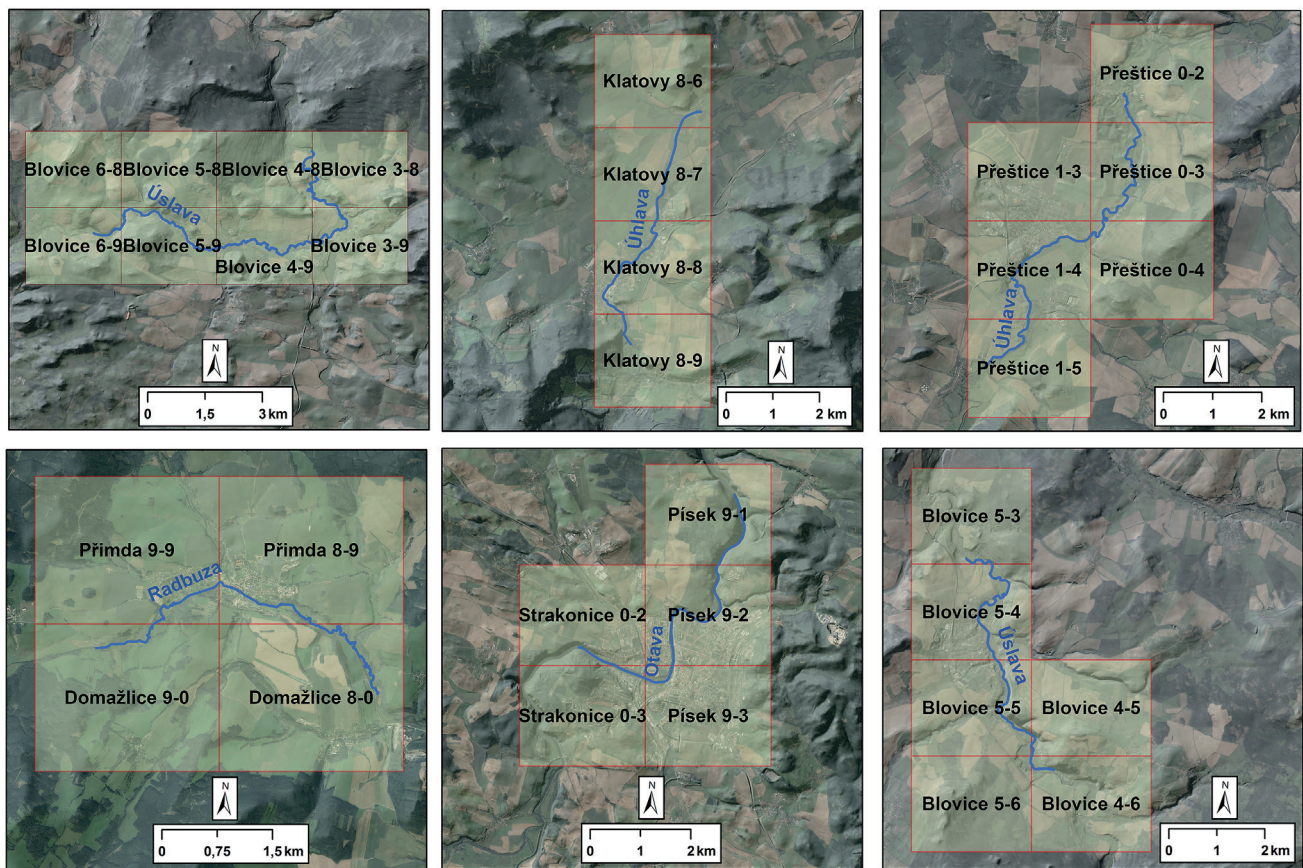 Blovice 6-8 Blovice 5-8 Blovice 4-8 Blovice 3-8
Úslava
Blovice 6-9 Blovice 5-9 Blovice 3-9
Blovice 4-9
N
0 1,5 3 km
Klatovy 8-6
Klatovy 8-7
Úhlava
Klatovy 8-8
Klatovy 8-9
N
0 1 2 km
Přeštice 0-2
Přeštice 1-3 Přeštice 0-3
Přeštice 1-4 Přeštice 0-4
Úhlava
Přeštice 1-5
N
0 1 2 km
Přimda 9-9 Přimda 8-9
Radbuza
Domažlice 9-0 Domažlice 8-0
N
0 0,75 1,5 km
Písek 9-1
Strakonice 0-2 Písek 9-2
Otava
Strakonice 0-3 Písek 9-3
N
0 1 2 km
Blovice 5-3
Blovice 5-4
Úslava
Blovice 5-5 Blovice 4-5
Blovice 5-6 Blovice 4-6
N
0 1 2 km